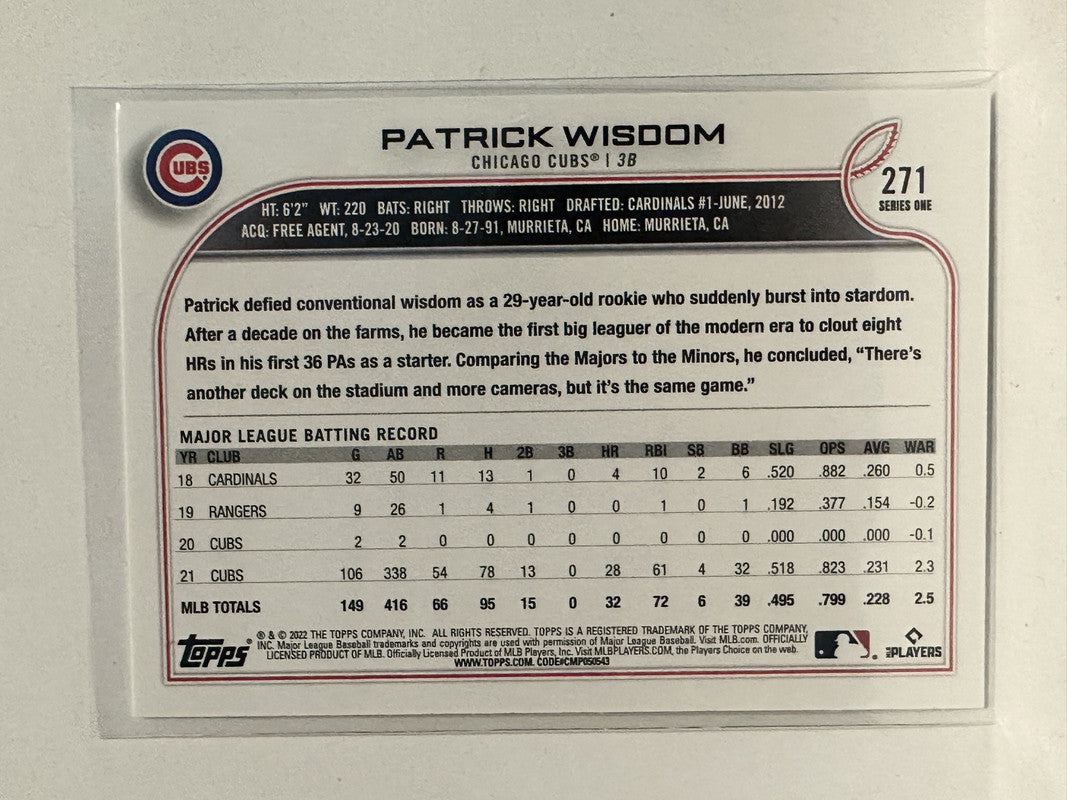 PATRICK WISDOM
CHICAGO CUBS® | 3B
CUBS
271
SERIES ONE
HT: 6'2" WT: 220 BATS: RIGHT THROWS: RIGHT DRAFTED: CARDINALS #1-JUNE, 2012
ACQ: FREE AGENT, 8-23-20 BORN: 8-27-91, MURRIETA, CA HOME: MURRIETA, CA
Patrick defied conventional wisdom as a 29-year-old rookie who suddenly burst into stardom.
After a decade on the farms, he became the first big leaguer of the modern era to clout eight
HRs in his first 36 PAs as a starter. Comparing the Majors to the Minors, he concluded, “There’s
another deck on the stadium and more cameras, but it’s the same game.”
MAJOR LEAGUE BATTING RECORD
YR CLUB G AB R H 2B 3B HR RBI SB BB SLG OPS AVG WAR
18 CARDINALS 32 50 11 13 1 0 4 10 2 6 .520 .882 .260 0.5
19 RANGERS 9 26 1 4 1 0 0 1 0 1 .192 .377 .154 -0.2
20 CUBS 2 2 0 0 0 0 0 0 0 0 .000 .000 .000 -0.1
21 CUBS 106 338 54 78 13 0 28 61 4 32 .518 .823 .231 2.3
MLB TOTALS 149 416 66 95 15 0 32 72 6 39 .495 .799 .228 2.5
Topps®
® & © 2022 THE TOPPS COMPANY, INC. ALL RIGHTS RESERVED. TOPPS IS A REGISTERED TRADEMARK OF THE TOPPS COMPANY,
INC. Major League Baseball trademarks and copyrights are used with permission of Major League Baseball. Visit MLB.com. OFFICIALLY
LICENSED PRODUCT OF MLB. Officially Licensed Product of MLB Players, Inc. Visit MLBPLAYERS.COM, the Players Choice on the web.
WWW.TOPPS.COM. CODE#CMP050543
MLB PLAYERS